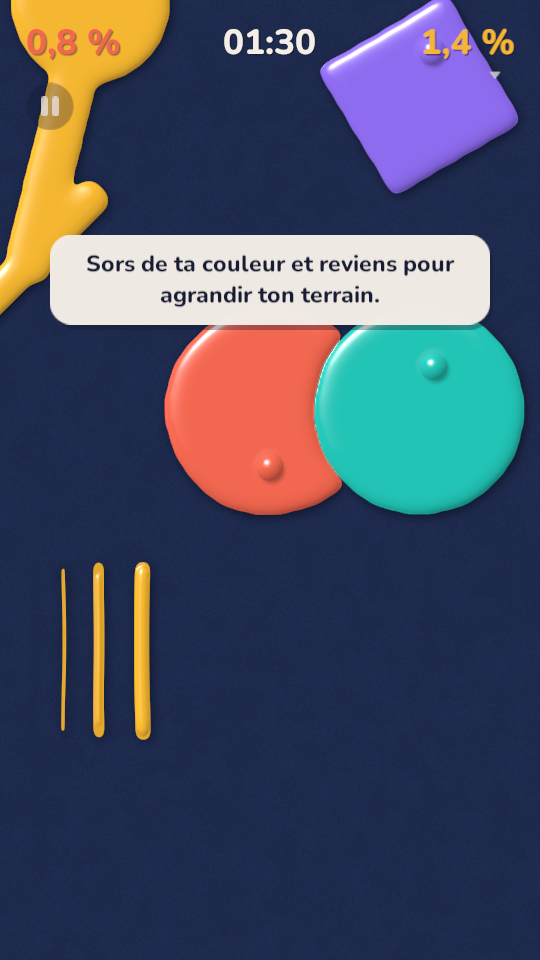 0,8 % 01:30 1,4 %
Sors de ta couleur et reviens pour
agrandir ton terrain.